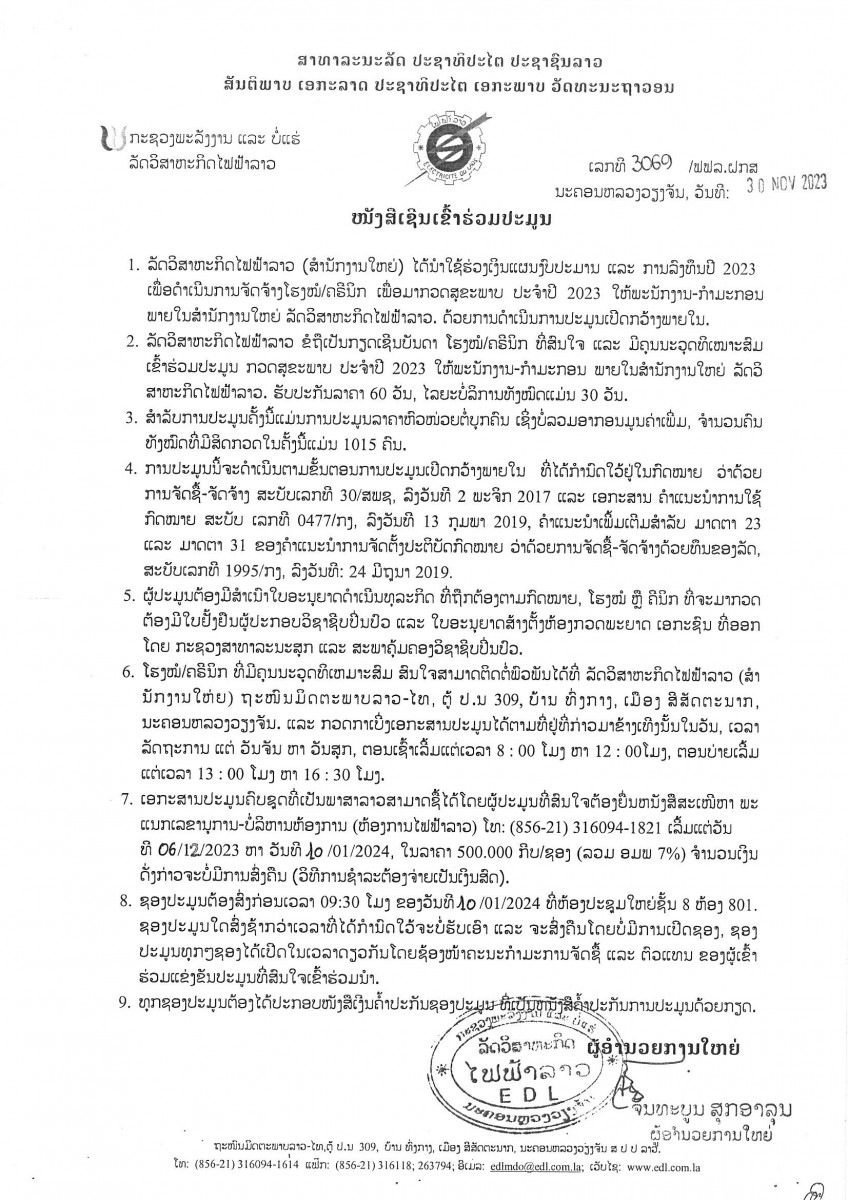 ສາທາລະນະລັດ ປະຊາທິປະໄຕ ປະຊາຊົນລາວ
ສັນຕິພາບ ເອກະລາດ ປະຊາທິປະໄຕ ເອກະພາບ ວັດທະນະຖາວອນ
ກະຊວງພະລັງງານ ແລະ ບໍ່ແຮ່
ລັດວິສາຫະກິດໄຟຟ້າລາວ
ໄຟຟ້າລາວ
ELECTRICITE DU LAOS
ເລກທີ 3069 /ຟຟລ.ຝກສ
ນະຄອນຫລວງວຽງຈັນ, ວັນທີ: 30 NOV 2023
ໜັງສືເຊີນເຂົ້າຮ່ວມປະມູນ
1. ລັດວິສາຫະກິດໄຟຟ້າລາວ (ສຳນັກງານໃຫຍ່) ໄດ້ນຳໃຊ້ຮ່ວງເງິນແຜນງົບປະມານ ແລະ ການລົງທຶນປີ 2023
ເພື່ອດຳເນີນການຈັດຈ້າງໂຮງໝໍ/ຄຣີນິກ ເພື່ອມາກວດສຸຂະພາບ ປະຈຳປີ 2023 ໃຫ້ພະນັກງານ-ກຳມະກອນ
ພາຍໃນສຳນັກງານໃຫຍ່ ລັດວິສາຫະກິດໄຟຟ້າລາວ. ດ້ວຍການດຳເນີນການປະມູນເປີດກວ້າງພາຍໃນ.
2. ລັດວິສາຫະກິດໄຟຟ້າລາວ ຂໍຖືເປັນກຽດເຊີນບັນດາ ໂຮງໝໍ/ຄຣີນິກ ທີ່ສົນໃຈ ແລະ ມີຄຸນນະວຸດທິເໝາະສົມ
ເຂົ້າຮ່ວມປະມູນ ກວດສຸຂະພາບ ປະຈຳປີ 2023 ໃຫ້ພະນັກງານ-ກຳມະກອນ ພາຍໃນສຳນັກງານໃຫຍ່ ລັດວິ
ສາຫະກິດໄຟຟ້າລາວ. ຮັບປະກັນລາຄາ 60 ວັນ, ໄລຍະບໍລິການທັງໝົດແມ່ນ 30 ວັນ.
3. ສຳລັບການປະມູນຄັ້ງນີ້ແມ່ນການປະມູນລາຄາຫົວໜ່ວຍຕໍ່ບຸກຄົນ ເຊິ່ງບໍ່ລວມອາກອນມູນຄ່າເພີ່ມ, ຈຳນວນຄົນ
ທັງໝົດທີ່ມີສິດກວດໃນຄັ້ງນີ້ແມ່ນ 1015 ຄົນ.
4. ການປະມູນນີ້ຈະດຳເນີນຕາມຂັ້ນຕອນການປະມູນເປີດກວ້າງພາຍໃນ ທີ່ໄດ້ກຳນົດໃວ້ຢູ່ໃນກົດໝາຍ ວ່າດ້ວຍ
ການຈັດຊື້-ຈັດຈ້າງ ສະບັບເລກທີ 30/ສພຊ, ລົງວັນທີ 2 ພະຈິກ 2017 ແລະ ເອກະສານ ຄຳແນະນຳການໃຊ້
ກົດໝາຍ ສະບັບ ເລກທີ 0477/ກງ, ລົງວັນທີ 13 ກຸມພາ 2019, ຄຳແນະນຳເພີ້ມເຕີມສຳລັບ ມາດຕາ 23
ແລະ ມາດຕາ 31 ຂອງຄຳແນະນຳການຈັດຕັ້ງປະຕິບັດກົດໝາຍ ວ່າດ້ວຍການຈັດຊື້-ຈັດຈ້າງດ້ວຍທຶນຂອງລັດ,
ສະບັບເລກທີ 1995/ກງ, ລົງວັນທີ: 24 ມິຖຸນາ 2019.
5. ຜູ້ປະມູນຕ້ອງມີສຳເນົາໃບອະນຸຍາດດຳເນີນທຸລະກິດ ທີ່ຖືກຕ້ອງຕາມກົດໝາຍ, ໂຮງໝໍ ຫຼື ຄີນິກ ທີ່ຈະມາກວດ
ຕ້ອງມີໃບຢັ້ງຢືນຜູ້ປະກອບວິຊາຊີບປິ່ນປົວ ແລະ ໃບອະນຸຍາດສ້າງຕັ້ງຫ້ອງກວດພະຍາດ ເອກະຊົນ ທີ່ອອກ
ໂດຍ ກະຊວງສາທາລະນະສຸກ ແລະ ສະພາຄຸ້ມຄອງວິຊາຊີບປິ່ນປົວ.
6. ໂຮງໝໍ/ຄຣີນິກ ທີ່ມີຄຸນນະວຸດທິເຫມາະສົມ ສົນໃຈສາມາດຕິດຕໍ່ພົວພັນໄດ້ທີ່ ລັດວິສາຫະກິດໄຟຟ້າລາວ (ສຳ
ນັກງານໃຫ່ຍ) ຖະໜົນມິດຕະພາບລາວ-ໄທ, ຕູ້ ປ.ນ 309, ບ້ານ ທົ່ງກາງ, ເມືອງ ສີສັດຕະນາກ,
ນະຄອນຫລວງວຽງຈັນ. ແລະ ກວດກາເບິ່ງເອກະສານປະມູນໄດ້ຕາມທີ່ຢູ່ທີ່ກ່າວມາຂ້າງເທິງນັ້ນໃນວັນ, ເວລາ
ລັດຖະການ ແຕ່ ວັນຈັນ ຫາ ວັນສຸກ, ຕອນເຊົ້າເລີ້ມແຕ່ເວລາ 8 : 00 ໂມງ ຫາ 12 : 00ໂມງ, ຕອນບ່າຍເລີ້ມ
ແຕ່ເວລາ 13 : 00 ໂມງ ຫາ 16 : 30 ໂມງ.
7. ເອກະສານປະມູນຄົບຊຸດທີ່ເປັນພາສາລາວສາມາດຊື້ໄດ້ໂດຍຜູ້ປະມູນທີ່ສົນໃຈຕ້ອງຍື່ນຫນັງສືສະເໜີຫາ ພະ
ແນກເລຂານຸການ-ບໍລິຫານຫ້ອງການ (ຫ້ອງການໄຟຟ້າລາວ) ໂທ: (856-21) 316094-1821 ເລີ້ມແຕ່ວັນ
ທີ 06/12/2023 ຫາ ວັນທີ 10 /01/2024, ໃນລາຄາ 500.000 ກີບ/ຊອງ (ລວມ ອມພ 7%) ຈຳນວນເງິນ
ດັ່ງກ່າວຈະບໍ່ມີການສົ່ງຄືນ (ວິທີການຊຳລະຕ້ອງຈ່າຍເປັນເງິນສົດ).
8. ຊອງປະມູນຕ້ອງສົ່ງກ່ອນເວລາ 09:30 ໂມງ ຂອງວັນທີ 10 /01/2024 ທີ່ຫ້ອງປະຊຸມໃຫຍ່ຊັ້ນ 8 ຫ້ອງ 801.
ຊອງປະມູນໃດສົ່ງຊ້າກວ່າເວລາທີ່ໄດ້ກຳນົດໃວ້ຈະບໍ່ຮັບເອົາ ແລະ ຈະສົ່ງຄືນໂດຍບໍ່ມີການເປີດຊອງ, ຊອງ
ປະມູນທຸກໆຊອງໄດ້ເປີດໃນເວລາດຽວກັນໂດຍຊ້ອງໜ້າຄະນະກຳມະການຈັດຊື້ ແລະ ຕົວແທນ ຂອງຜູ້ເຂົ້າ
ຮ່ວມແຂ່ງຂັນປະມູນທີ່ສົນໃຈເຂົ້າຮ່ວມນຳ.
9. ທຸກຊອງປະມູນຕ້ອງໄດ້ປະກອບໜັງສືເງິນຄ້ຳປະກັນຊອງປະມູນ ທີ່ເປັນຫນັງສືຄ້ຳປະກັນການປະມູນດ້ວຍກຽດ.
ກະຊວງພະລັງງານ ແລະ ບໍ່ແຮ່
ລັດວິສາຫະກິດ
ໄຟຟ້າລາວ
EDL
ນະຄອນຫຼວງວຽງຈັນ
ຜູ້ອຳນວຍການໃຫຍ່
ຈັນທະບູນ ສຸກອາລຸນ
ຜູ້ອຳນວຍການໃຫຍ່
ຖະໜົນມິດຕະພາບລາວ-ໄທ,ຕູ້ ປ.ນ 309, ບ້ານ ທົ່ງກາງ, ເມືອງ ສີສັດຕະນາກ, ນະຄອນຫລວງວຽງຈັນ ສ ປ ປ ລາວ.
ໂທ: (856-21) 316094-1614 ແຟັກ: (856-21) 316118; 263794; ອີເມລ: edlmdo@edl.com.la; ເວັບໄຊ: www.edl.com.la